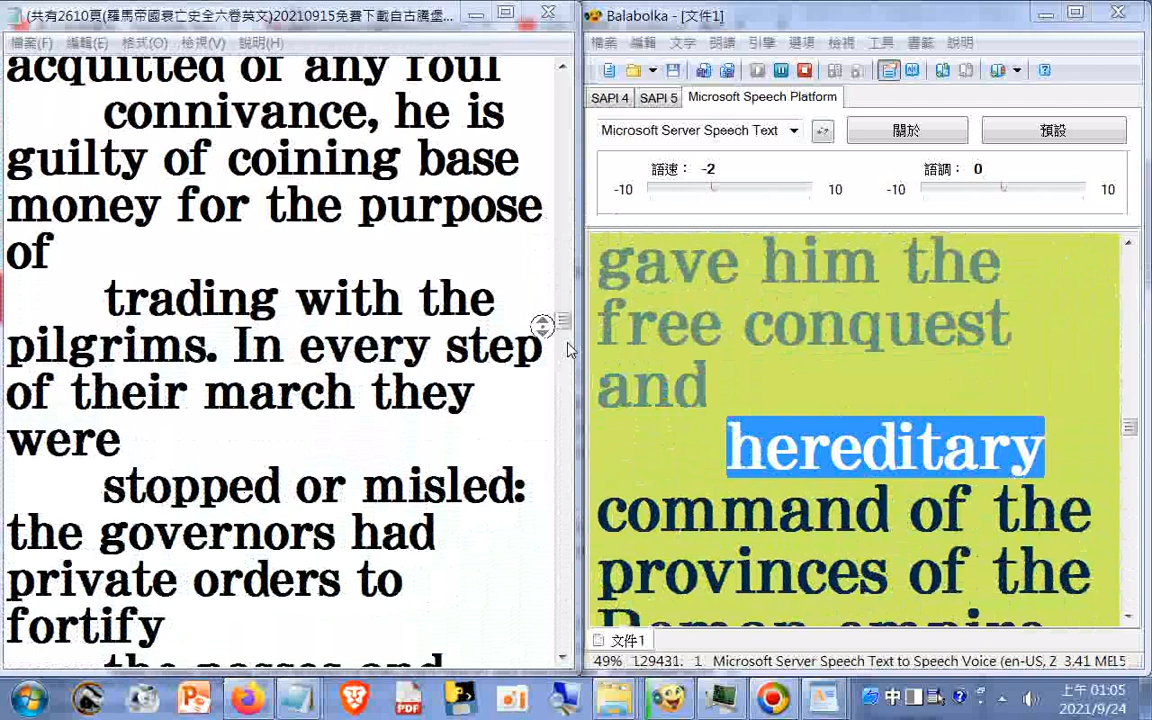 (共有2610頁(羅馬帝國衰亡史全六卷英文)20210915免費下載自古騰堡...
檔案(F) 編輯(E) 格式(O) 檢視(V) 說明(H)
acquitted of any foul
connivance, he is
guilty of coining base
money for the purpose
of
trading with the
pilgrims. In every step
of their march they
were
stopped or misled:
the governors had
private orders to
fortify
the passes and
Balabolka - [文件1]
檔案 編輯 文字 朗讀 引擎 選項 檢視 工具 書籤 說明
SAPI 4 SAPI 5 Microsoft Speech Platform
Microsoft Server Speech Text 關於 預設
語速： -2 語調： 0
-10 10 -10 10
gave him the
free conquest
and
hereditary
command of the
provinces of the
Roman empire
文件1
49% 129431. 1 Microsoft Server Speech Text to Speech Voice (en-US, Z 3,41 МЕ15
PDF 中 上午 01:05
2021/9/24